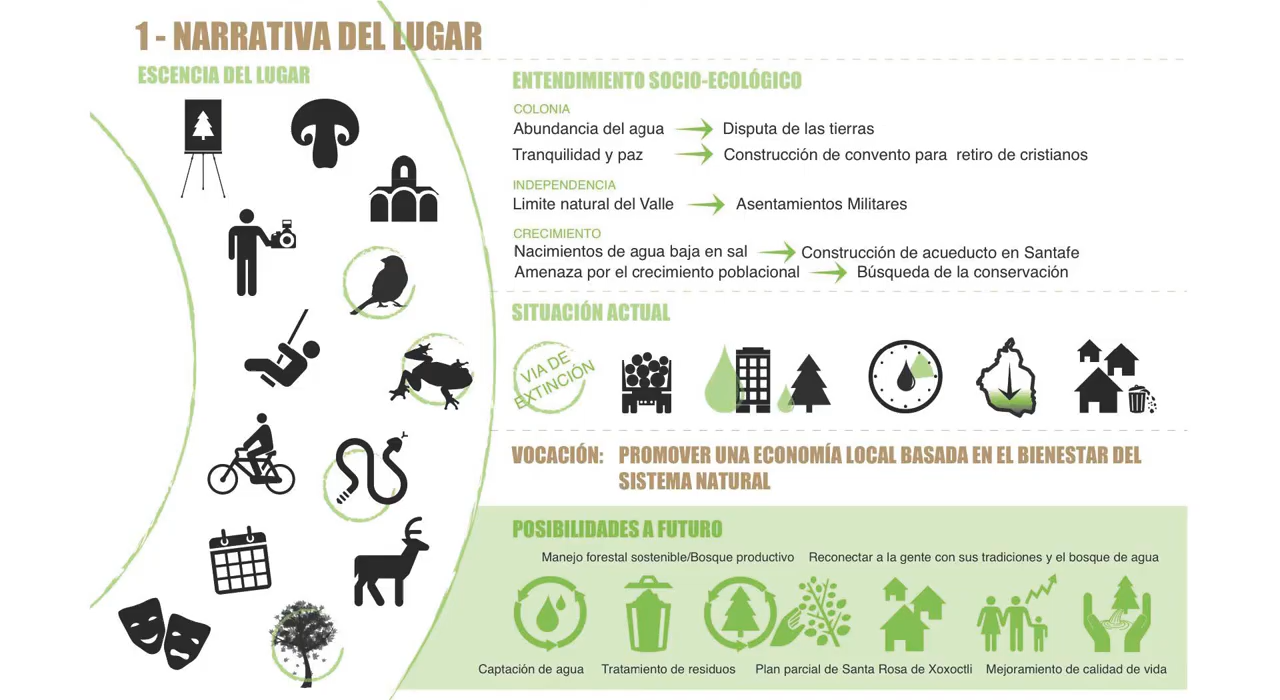 1 - NARRATIVA DEL LUGAR
ESCENCIA DEL LUGAR
ENTENDIMIENTO SOCIO-ECOLÓGICO
COLONIA
Abundancia del agua
Disputa de las tierras
Tranquilidad y paz
Construcción de convento para retiro de cristianos
INDEPENDENCIA
Limite natural del Valle
Asentamientos Militares
CRECIMIENTO
Nacimientos de agua baja en sal
Construcción de acueducto en Santafe
Amenaza por el crecimiento poblacional
Búsqueda de la conservación
SITUACIÓN ACTUAL
VIA DE
EXTINCIÓN
VOCACIÓN: PROMOVER UNA ECONOMÍA LOCAL BASADA EN EL BIENESTAR DEL
SISTEMA NATURAL
POSIBILIDADES A FUTURO
Manejo forestal sostenible/Bosque productivo
Reconectar a la gente con sus tradiciones y el bosque de agua
Captación de agua
Tratamiento de residuos
Plan parcial de Santa Rosa de Xoxoctli
Mejoramiento de calidad de vida